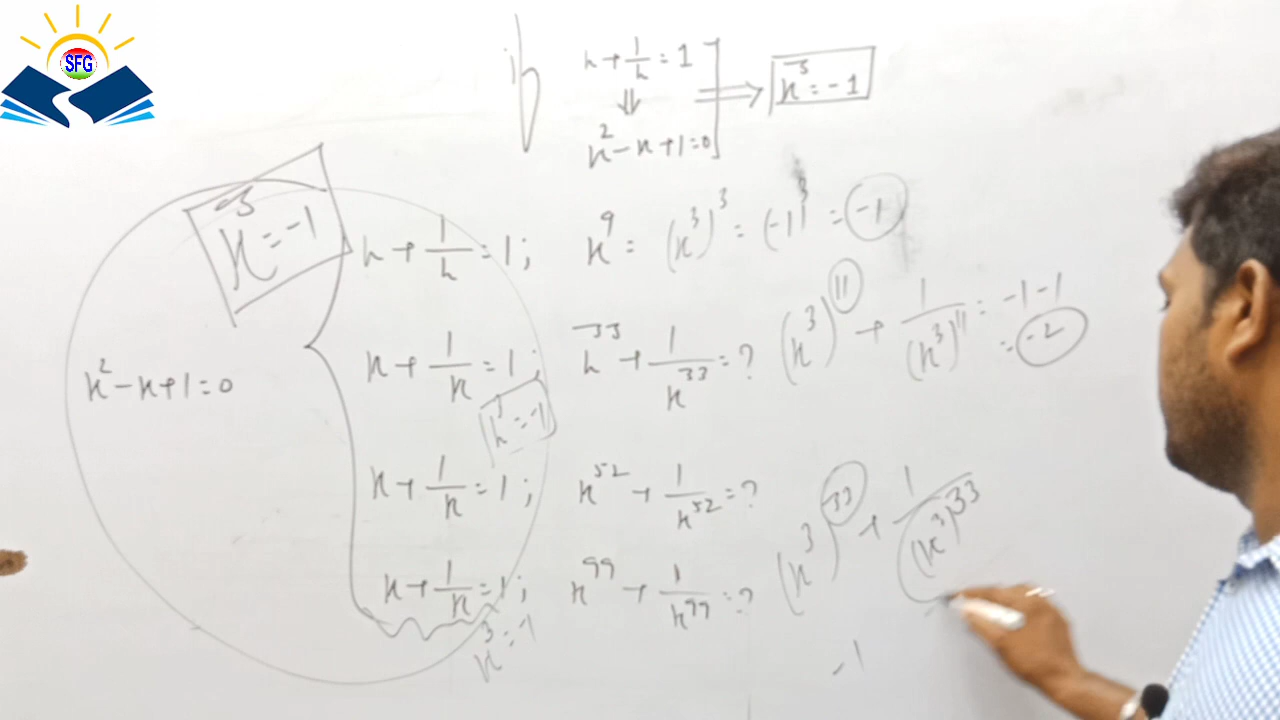 SFG
if x + 1/x = 1
⇓
x² - x + 1 = 0
⟹ x³ = -1
x³ = -1
x² - x + 1 = 0
x + 1/x = 1; x⁹ = (x³)³ = (-1)³ = -1
x + 1/x = 1; x³³ + 1/x³³ = ? (x³)¹¹ + 1/(x³)¹¹ = -1 - 1
= -2
x³ = -1
x + 1/x = 1; x⁵² + 1/x⁵² = ?
x + 1/x = 1; x⁹⁹ + 1/x⁹⁹ = ? (x³)³³ + 1/(x³)³³
x³ = -1
-1